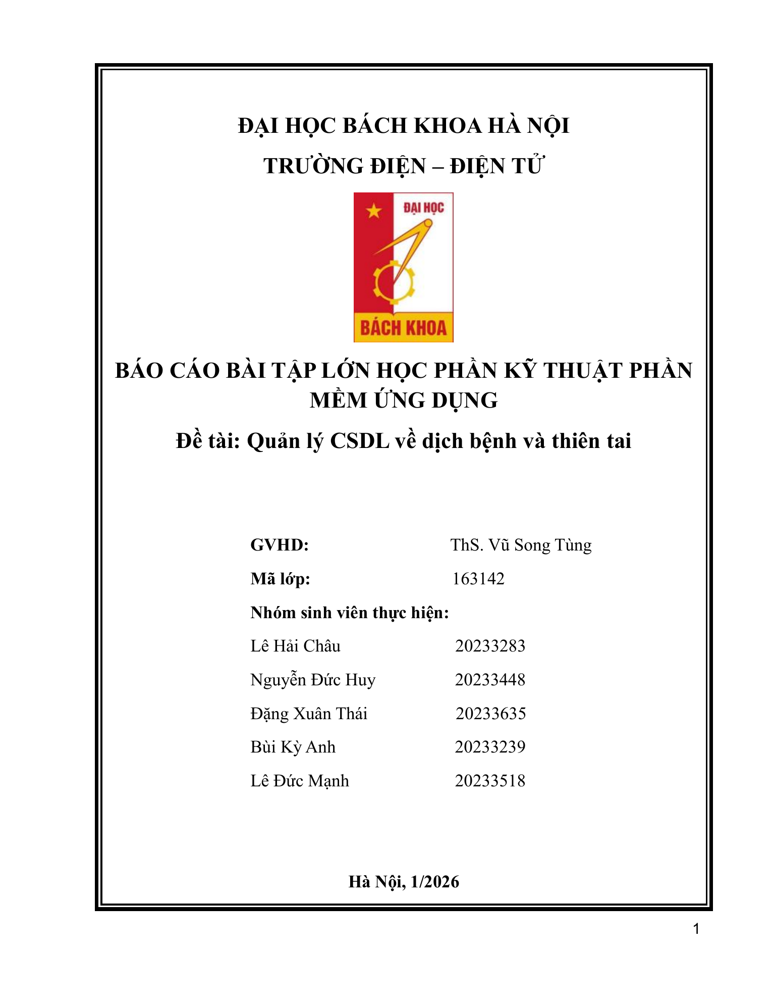 ĐẠI HỌC BÁCH KHOA HÀ NỘI
TRƯỜNG ĐIỆN – ĐIỆN TỬ
ĐẠI HỌC
BÁCH KHOA
BÁO CÁO BÀI TẬP LỚN HỌC PHẦN KỸ THUẬT PHẦN
MỀM ỨNG DỤNG
Đề tài: Quản lý CSDL về dịch bệnh và thiên tai
GVHD: ThS. Vũ Song Tùng
Mã lớp: 163142
Nhóm sinh viên thực hiện:
Lê Hải Châu 20233283
Nguyễn Đức Huy 20233448
Đặng Xuân Thái 20233635
Bùi Kỳ Anh 20233239
Lê Đức Mạnh 20233518
Hà Nội, 1/2026
1